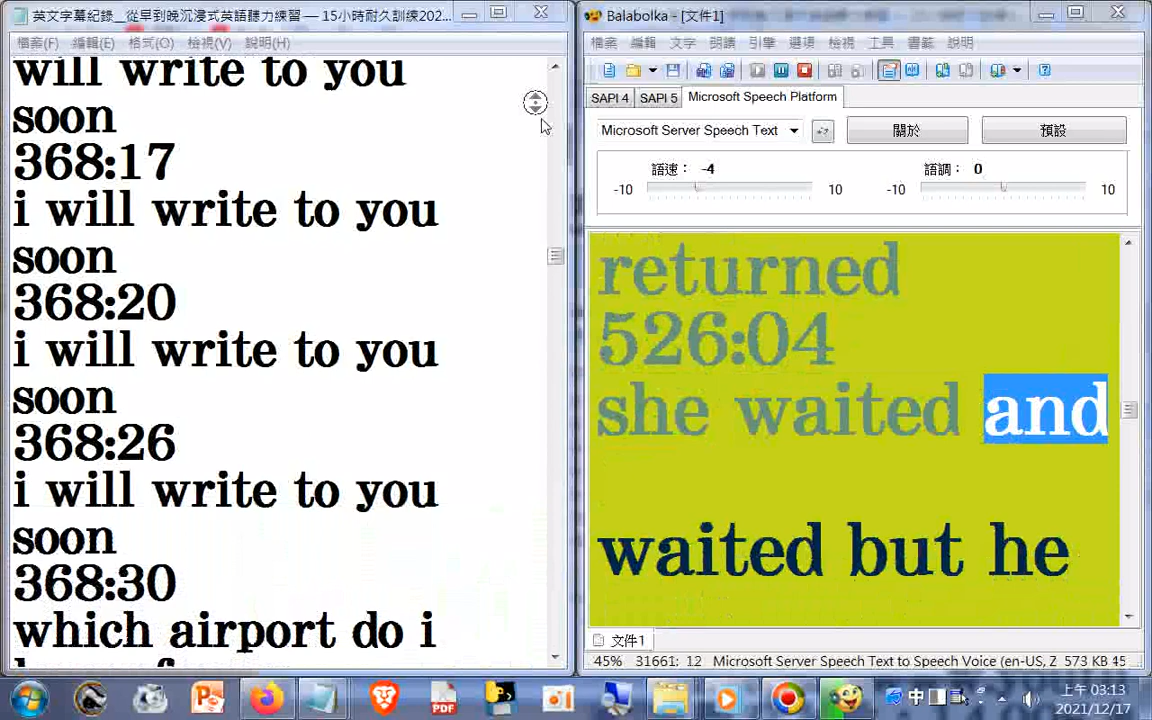 英文字幕紀錄__從早到晚沉浸式英語聽力練習 — 15小時耐久訓練202...
檔案(F) 編輯(E) 格式(O) 檢視(V) 說明(H)
will write to you
soon
368:17
i will write to you
soon
368:20
i will write to you
soon
368:26
i will write to you
soon
368:30
which airport do i
Balabolka - [文件1]
檔案 編輯 文字 朗讀 引擎 選項 檢視 工具 書籤 說明
SAPI 4 SAPI 5 Microsoft Speech Platform
Microsoft Server Speech Text 關於 預設
語速： -4 語調： 0
-10 10 -10 10
returned
526:04
she waited and
waited but he
文件1
45% 31661: 12 Microsoft Server Speech Text to Speech Voice (en-US, Z 573 KB 45
PDF 中 上午 03:13
2021/12/17